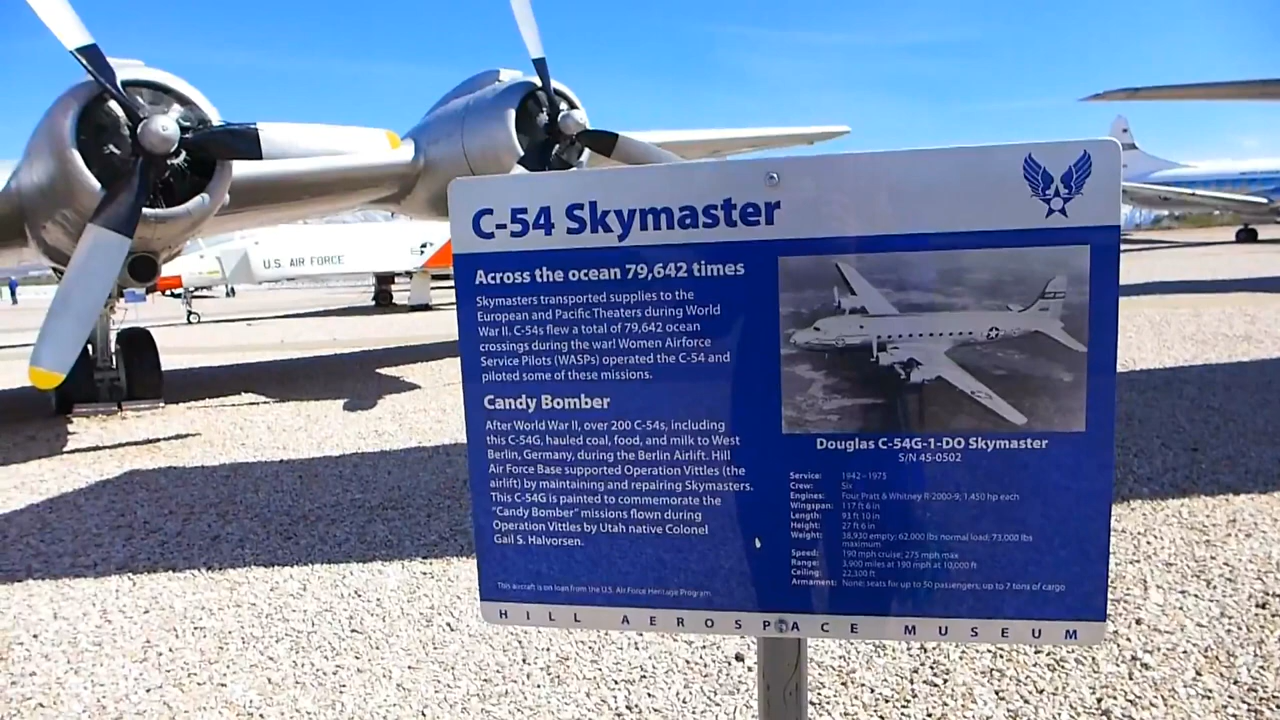 C-54 Skymaster
U.S. AIR FORCE
Across the ocean 79,642 times
Skymasters transported supplies to the
European and Pacific Theaters during World
War II. C-54s flew a total of 79,642 ocean
crossings during the war! Women Airforce
Service Pilots (WASPs) operated the C-54 and
piloted some of these missions.
Candy Bomber
After World War II, over 200 C-54s, including
this C-54G, hauled coal, food, and milk to West
Berlin, Germany, during the Berlin Airlift. Hill
Air Force Base supported Operation Vittles (the
airlift) by maintaining and repairing Skymasters.
This C-54G is painted to commemorate the
"Candy Bomber" missions flown during
Operation Vittles by Utah native Colonel
Gail S. Halvorsen.
This aircraft is on loan from the U.S. Air Force Heritage Program.
Douglas C-54G-1-DO Skymaster
S/N 45-0502
Service: 1942–1975
Crew: Six
Engines: Four Pratt & Whitney R-2000-9; 1,450 hp each
Wingspan: 117 ft 6 in
Length: 93 ft 10 in
Height: 27 ft 6 in
Weight: 38,930 empty; 62,000 lbs normal load; 73,000 lbs
maximum
Speed: 190 mph cruise; 275 mph max
Range: 3,900 miles at 190 mph at 10,000 ft
Ceiling: 22,300 ft
Armament: None; seats for up to 50 passengers; up to 7 tons of cargo
HILL AEROSPACE MUSEUM